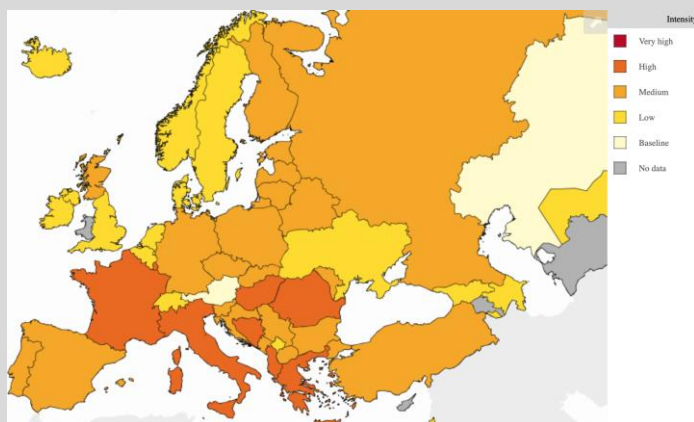 Intensity
Very high
High
Medium
Low
Baseline
No data